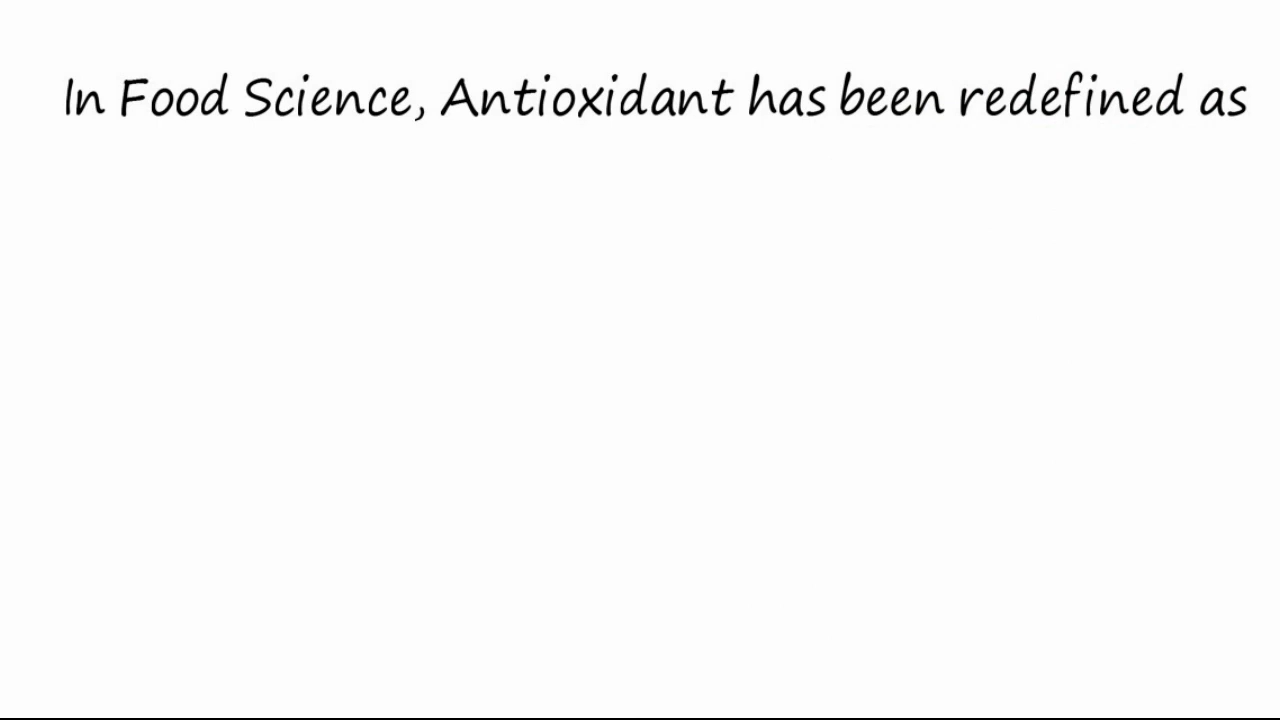 In Food Science, Antioxidant has been redefined as